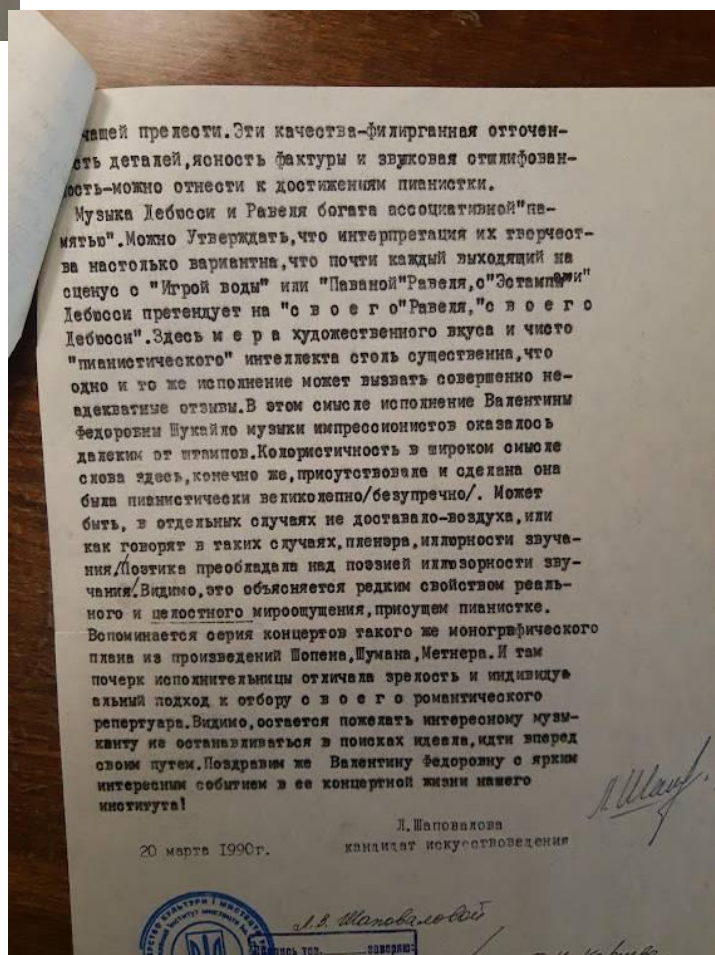 чащей прелести.Эти качества-филигранная отточен-
сть деталей,ясность фактуры и звуковая отшлифован-
ность-можно отнести к достижениям пианистки.
Музыка Дебюсси и Равеля богата ассоциативной"па-
мятью".Можно Утверждать,что интерпретация их творчест-
ва настолько вариантна,что почти каждый выходящий на
сценус с "Игрой воды" или "Паваной"Равеля,с"Эстампами"
Дебюсси претендует на "с в о е г о"Равеля,"с в о е г о
Дебюсси".Здесь м е р а художественного вкуса и чисто
"пианистического" интеллекта столь существенна,что
одно и то же исполнение может вызвать совершенно не-
адекватные отзывы.В этом смысле исполнение Валентины
Федоровны Шукайло музыки импрессионистов оказалось
далеким от штампов.Колористичность в широком смысле
слова здесь,конечно же,присутствовала и сделана она
была пианистически великолепно/безупречно/. Может
быть, в отдельных случаях не доставало-воздуха,или
как говорят в таких случаях,пленэра,иллюрности звуча-
ния/Поэтика преобладала над поэзией иллюзорности зву-
чания/.Видимо,это объясняется редким свойством реаль-
ного и целостного мироощущения,присущем пианистке.
Вспоминается серия концертов такого же монографического
плана из произведений Шопена,Шумана,Метнера.И там
почерк исполнительницы отличала зрелость и индивиду
альный подход к отбору с в о е г о романтического
репертуара.Видимо,остается пожелать интересному музы-
канту не останавливаться в поисках идеала,идти вперед
своим путем.Поздравим же Валентину Федоровну с ярким
интересным событием в ее концертной жизни нашего
института!
Л.Шаповалова
20 марта 1990г. кандидат искусствоведения
Л.В. Шаповаловой
заверяю: